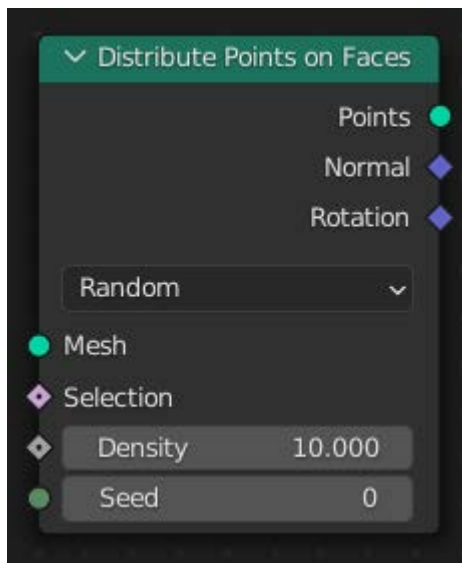 Distribute Points on Faces
Points
Normal
Rotation
Random
Mesh
Selection
Density 10.000
Seed 0